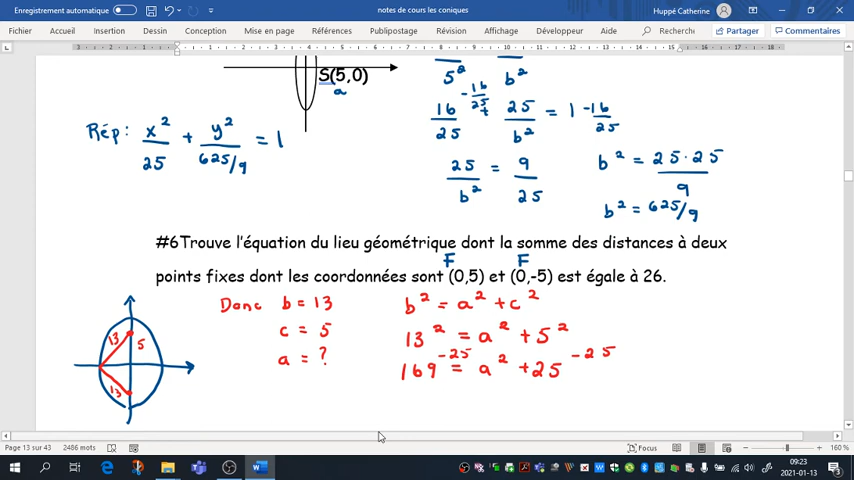 notes de cours les coniques
Huppé Catherine
Fichier Insertion Dessin Conception Mise en page Références Publipostage Révision Affichage Développeur Aide Acrobat Recherc Partager Commentaires
S(5,0)
a
5² b²
16/25 - 16/25 + 25/b² = 1 - 16/25
Rép: x²/25 + y²/625/9 = 1
25/b² = 9/25
b² = 25·25/9
b² = 625/9
#6Trouve l'équation du lieu géométrique dont la somme des distances à deux
F F
points fixes dont les coordonnées sont (0,5) et (0,-5) est égale à 26.
13
5
13
Donc b = 13
c = 5
a = ?
b² = a² + c²
13² = a² + 5²
169 - 25 = a² + 25 - 25
Page 13 sur 43 2486 mots Focus 160 %
09:23
2021-01-13